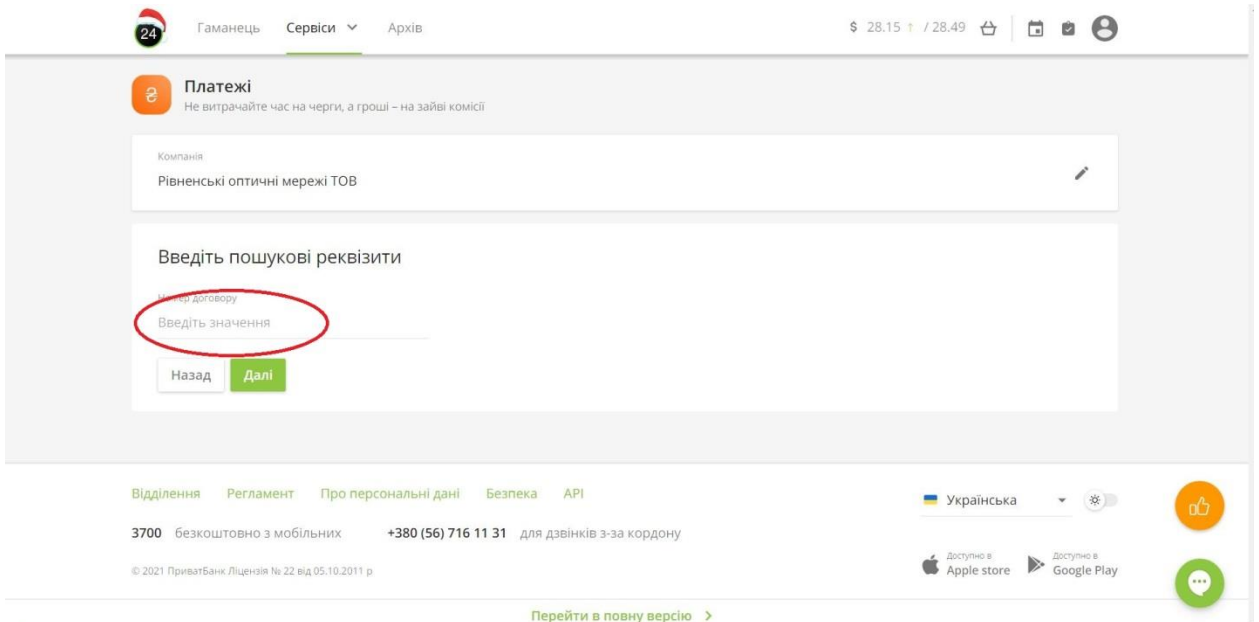 24 Гаманець Сервіси Архів $ 28.15 ↑ / 28.49
Платежі
Не витрачайте час на черги, а гроші – на зайві комісії
Компанія
Рівненські оптичні мережі ТОВ
Введіть пошукові реквізити
Номер договору
Введіть значення
Назад Далі
Відділення Регламент Про персональні дані Безпека API
Українська
3700 безкоштовно з мобільних +380 (56) 716 11 31 для дзвінків з-за кордону
Доступно в Apple store Доступно в Google Play
© 2021 ПриватБанк Ліцензія № 22 від 05.10.2011 р
Перейти в повну версію >